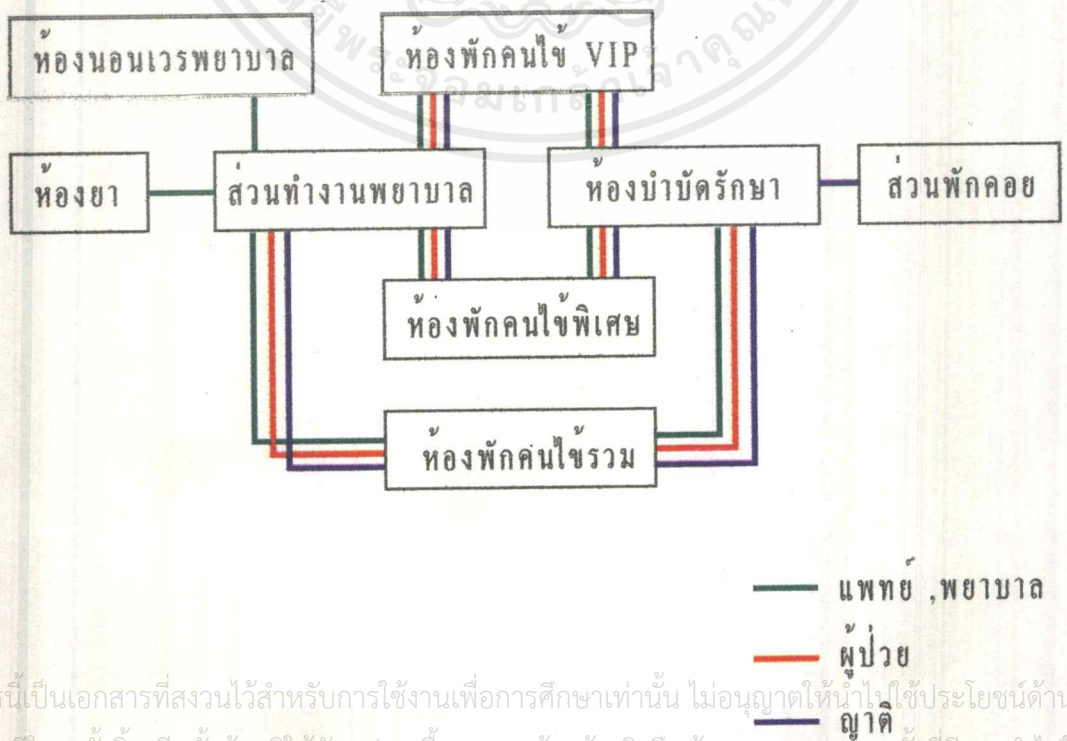 ห้องนอนเวรพยาบาล
ห้องพักคนไข้ VIP
ห้องยา
ส่วนทำงานพยาบาล
ห้องบำบัดรักษา
ส่วนพักคอย
ห้องพักคนไข้พิเศษ
ห้องพักคนไข้รวม
แพทย์ ,พยาบาล
ผู้ป่วย
ญาติ
รนี้เป็นเอกสารที่สงวนไว้สำหรับการใช้งานเพื่อการศึกษาเท่านั้น ไม่อนุญาตให้นำไปใช้ประโยชน์ด้าน